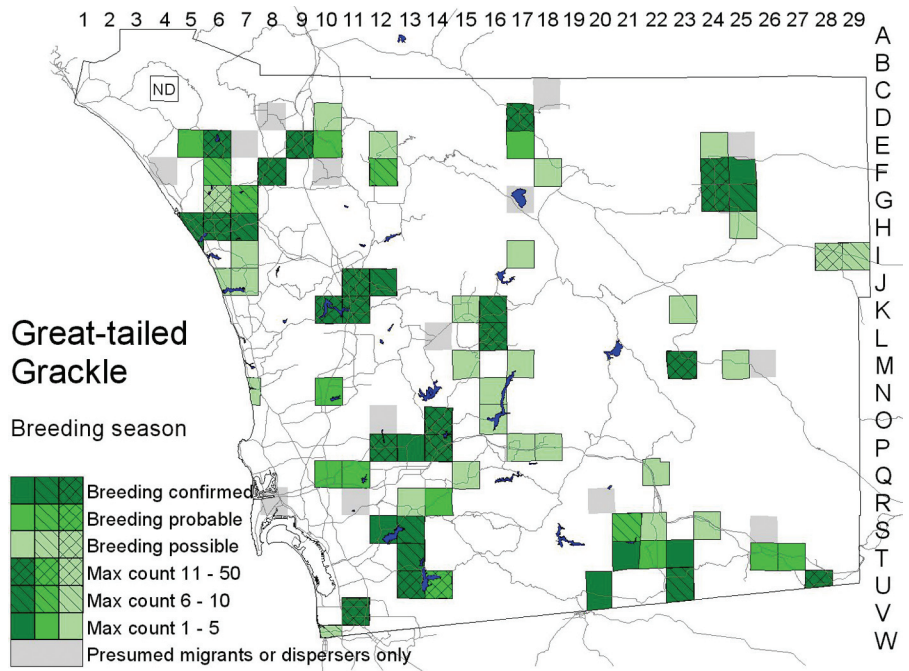 1 2 3 4 5 6 7 8 9 10 11 12 13 14 15 16 17 18 19 20 21 22 23 24 25 26 27 28 29
A
B
C
D
E
F
G
H
I
J
K
L
M
N
O
P
Q
R
S
T
U
V
W
ND
Great-tailed
Grackle
Breeding season
Breeding confirmed
Breeding probable
Breeding possible
Max count 11 - 50
Max count 6 - 10
Max count 1 - 5
Presumed migrants or dispersers only